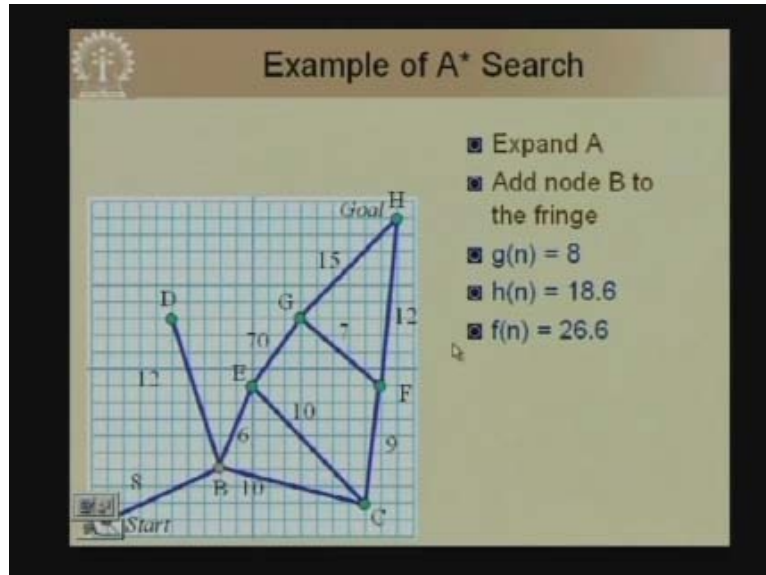 Example of A* Search
Expand A
Add node B to
the fringe
g(n) = 8
h(n) = 18.6
f(n) = 26.6
H
Goal
15
D
G
70
7
12
12
E
F
10
6
9
8
B
10
C
Start